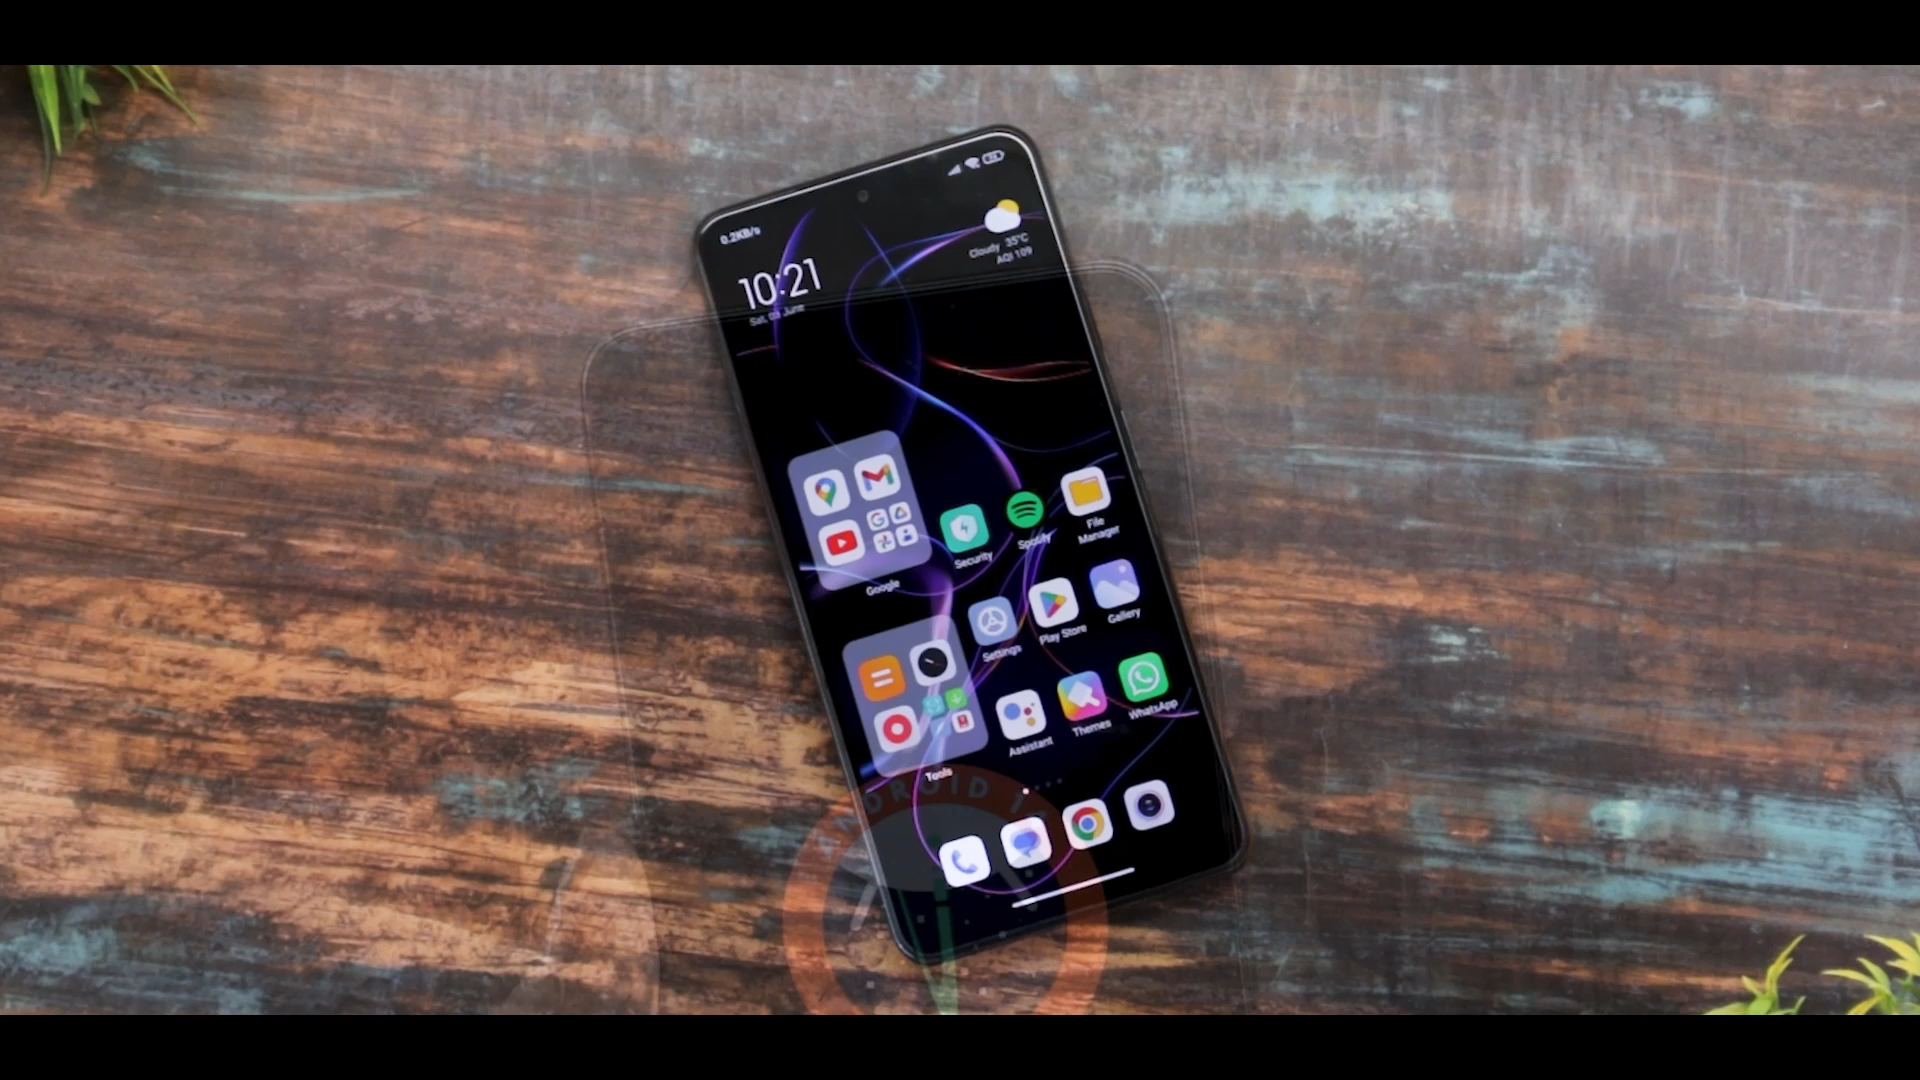 0.2KB/s
10:21
Sat, 03 June
Cloudy 35°C
AQI 109
Google
Security
Spotify
File
Manager
Settings
Play Store
Gallery
Tools
Assistant
Themes
WhatsApp